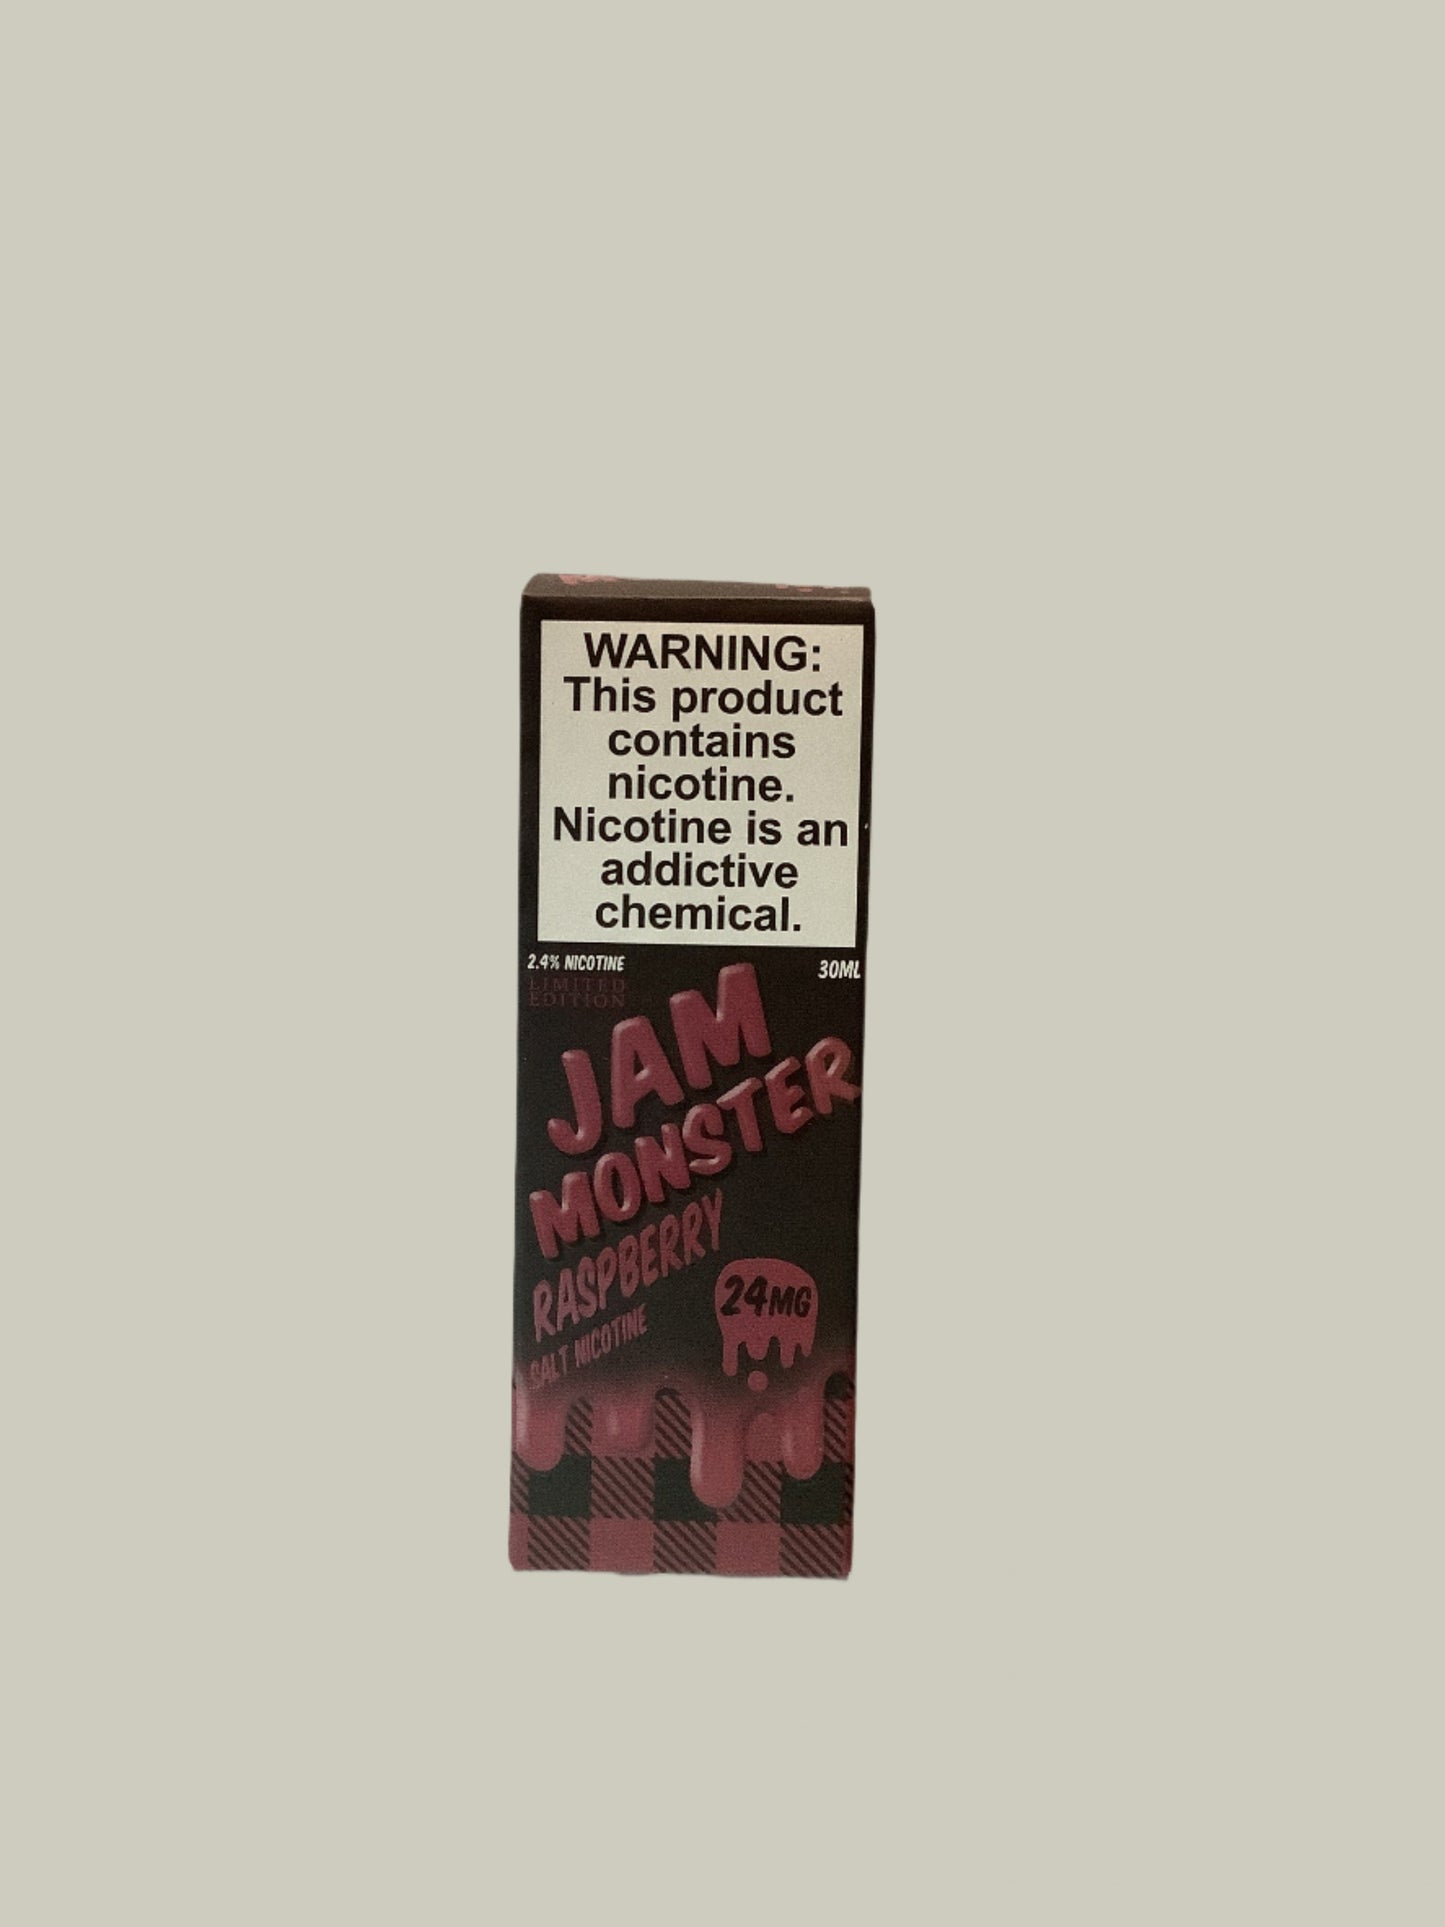 WARNING:
This product
contains
nicotine.
Nicotine is an
addictive
chemical.
2.4% NICOTINE
30ML
LIMITED
EDITION
JAM
MONSTER
RASPBERRY
SALT NICOTINE
24MG